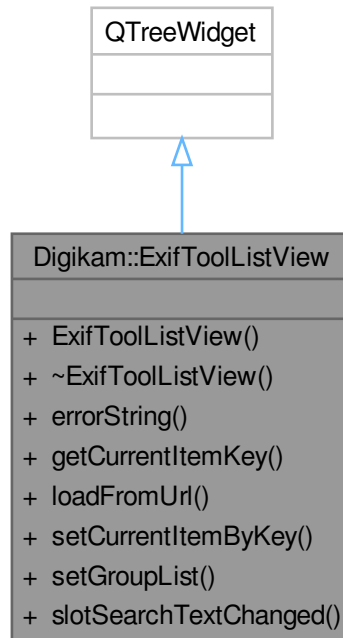 QTreeWidget
Digikam::ExifToolListView
+ ExifToolListView()
+ ~ExifToolListView()
+ errorString()
+ getCurrentItemKey()
+ loadFromUrl()
+ setCurrentItemByKey()
+ setGroupList()
+ slotSearchTextChanged()